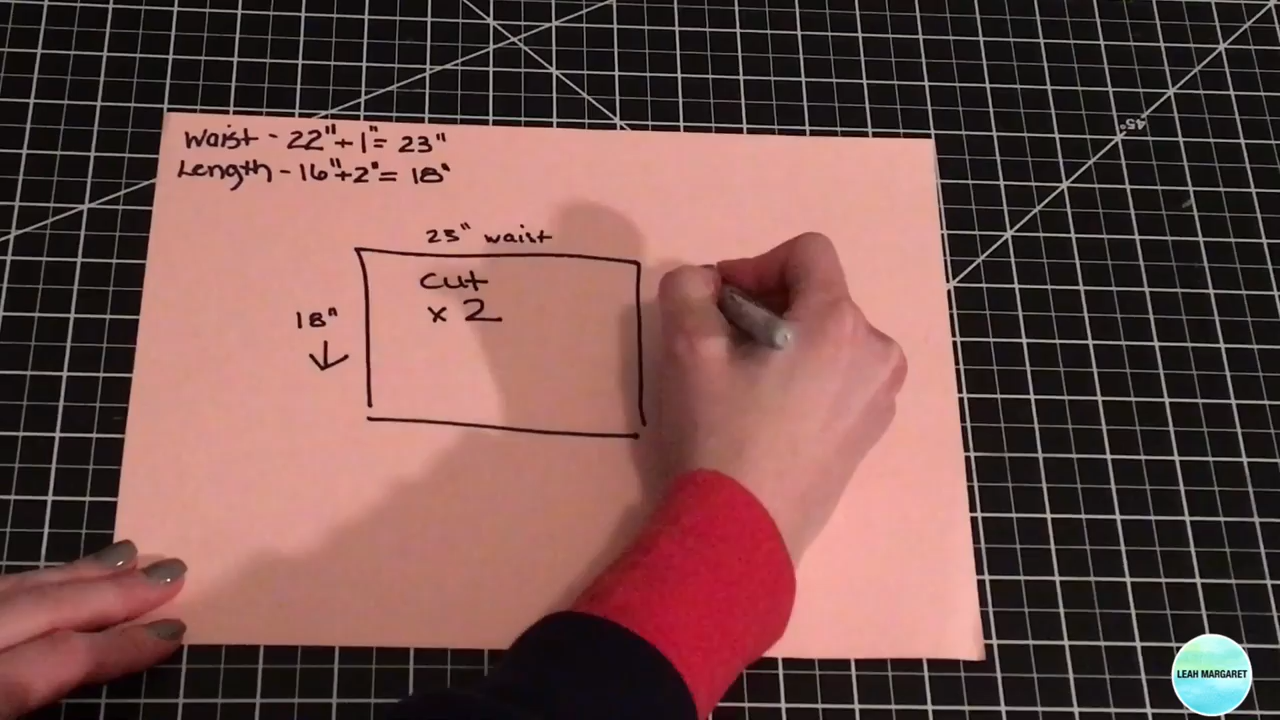 Waist - 22"+1"= 23"
Length - 16"+2"= 18"
23" waist
cut
x 2
18"
45°
LEAH MARGARET